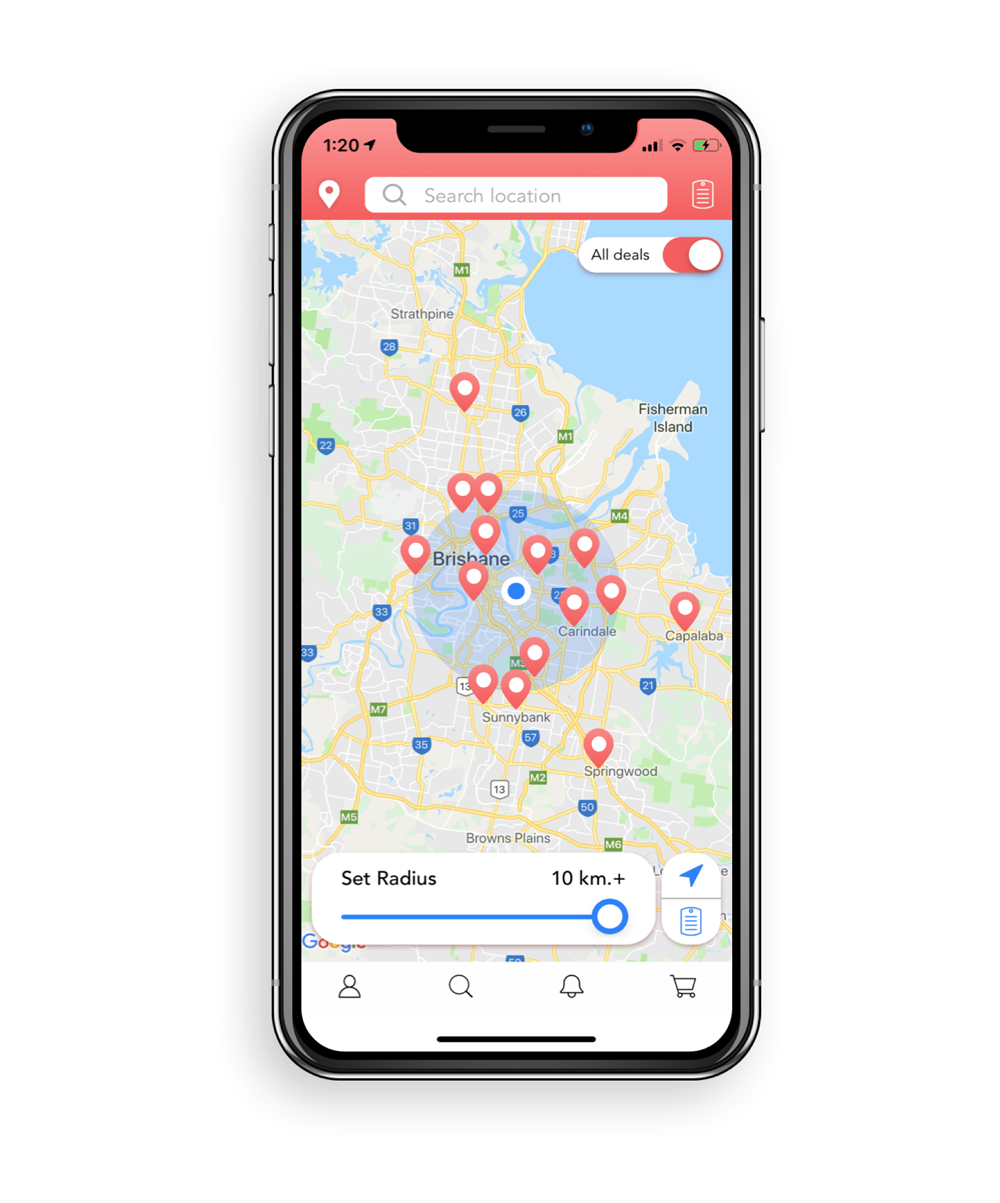 1:20
Search location
All deals
M1
Strathpine
28
26
Fisherman
Island
M1
22
25
31
M4
Brisbane
33
Carindale
Capalaba
33
M3
13
21
M7
Sunnybank
57
35
Springwood
M2
13
50
M5
Browns Plains
M6
Set Radius
10 km.+
Google